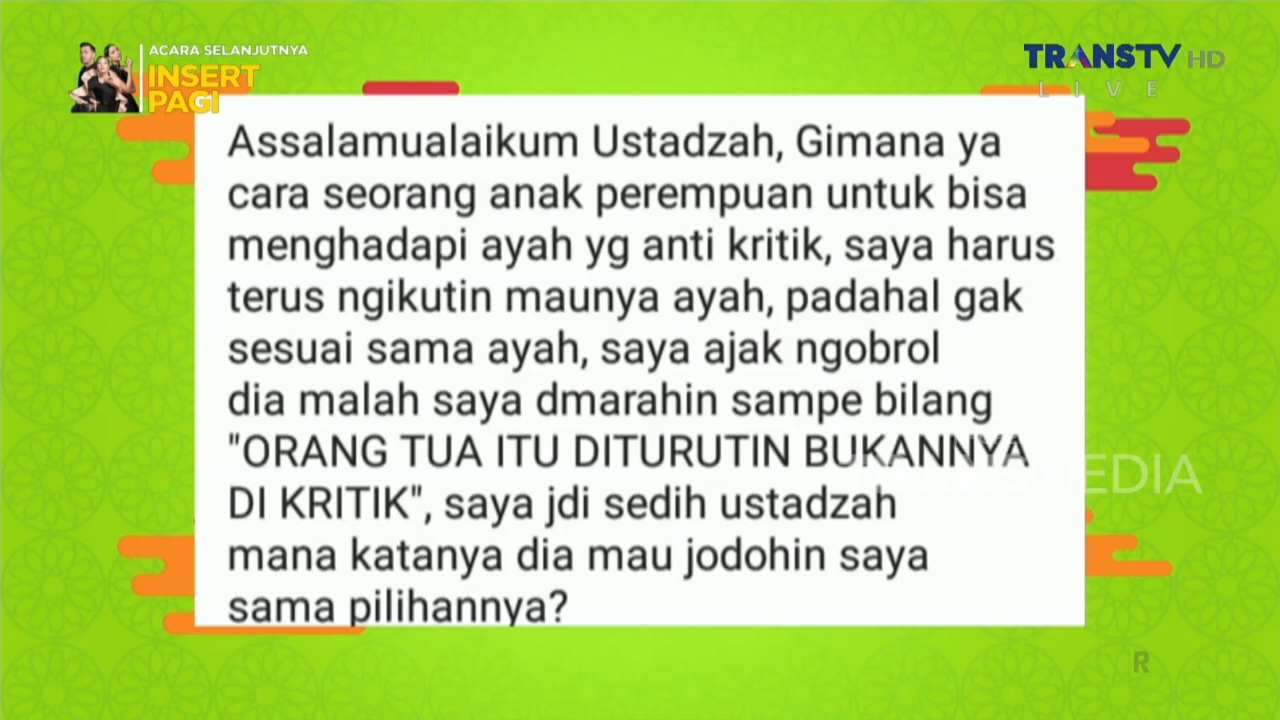 ACARA SELANJUTNYA
INSERT
PAGI
TRANSTV HD
LIVE
Assalamualaikum Ustadzah, Gimana ya
cara seorang anak perempuan untuk bisa
menghadapi ayah yg anti kritik, saya harus
terus ngikutin maunya ayah, padahal gak
sesuai sama ayah, saya ajak ngobrol
dia malah saya dmarahin sampe bilang
"ORANG TUA ITU DITURUTIN BUKANNYA
DI KRITIK", saya jdi sedih ustadzah
mana katanya dia mau jodohin saya
sama pilihannya?
TRANSMEDIA
R